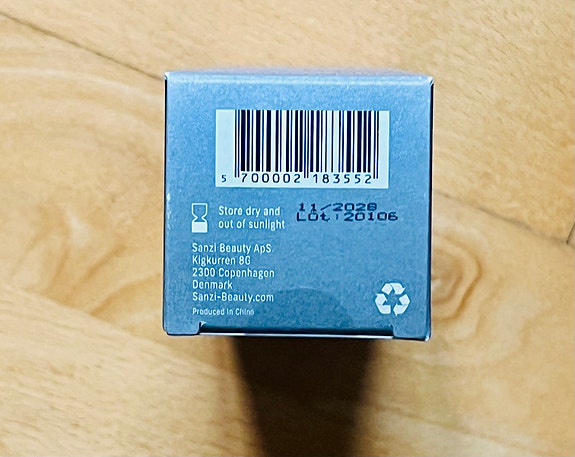 5 700002 183552
Store dry and
out of sunlight
11/2028
Lot:20106
Sanzi Beauty ApS.
Kigkurren 8G
2300 Copenhagen
Denmark
Sanzi-Beauty.com
Produced in China